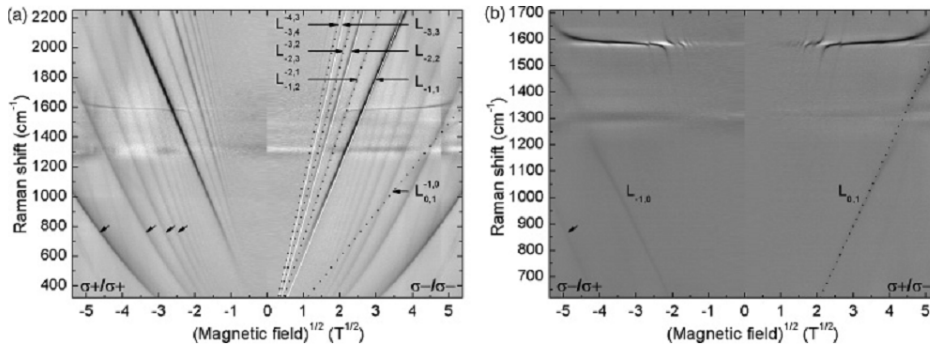 (a)
2200
2000
1800
1600
1400
1200
1000
800
600
400
Raman shift (cm⁻¹)
L-4,3
L-3,4
L-3,2
L-2,3
L-2,1
L-1,2
L-3,3
L-2,2
L-1,1
L-1,0
0,1
σ+/σ+
σ−/σ−
-5 -4 -3 -2 -1 0 1 2 3 4 5
(Magnetic field)^1/2 (T^1/2)
(b)
1700
1600
1500
1400
1300
1200
1100
1000
900
800
700
Raman shift (cm⁻¹)
L-1,0
L0,1
σ−/σ+
σ+/σ−
-5 -4 -3 -2 -1 0 1 2 3 4 5
(Magnetic field)^1/2 (T^1/2)